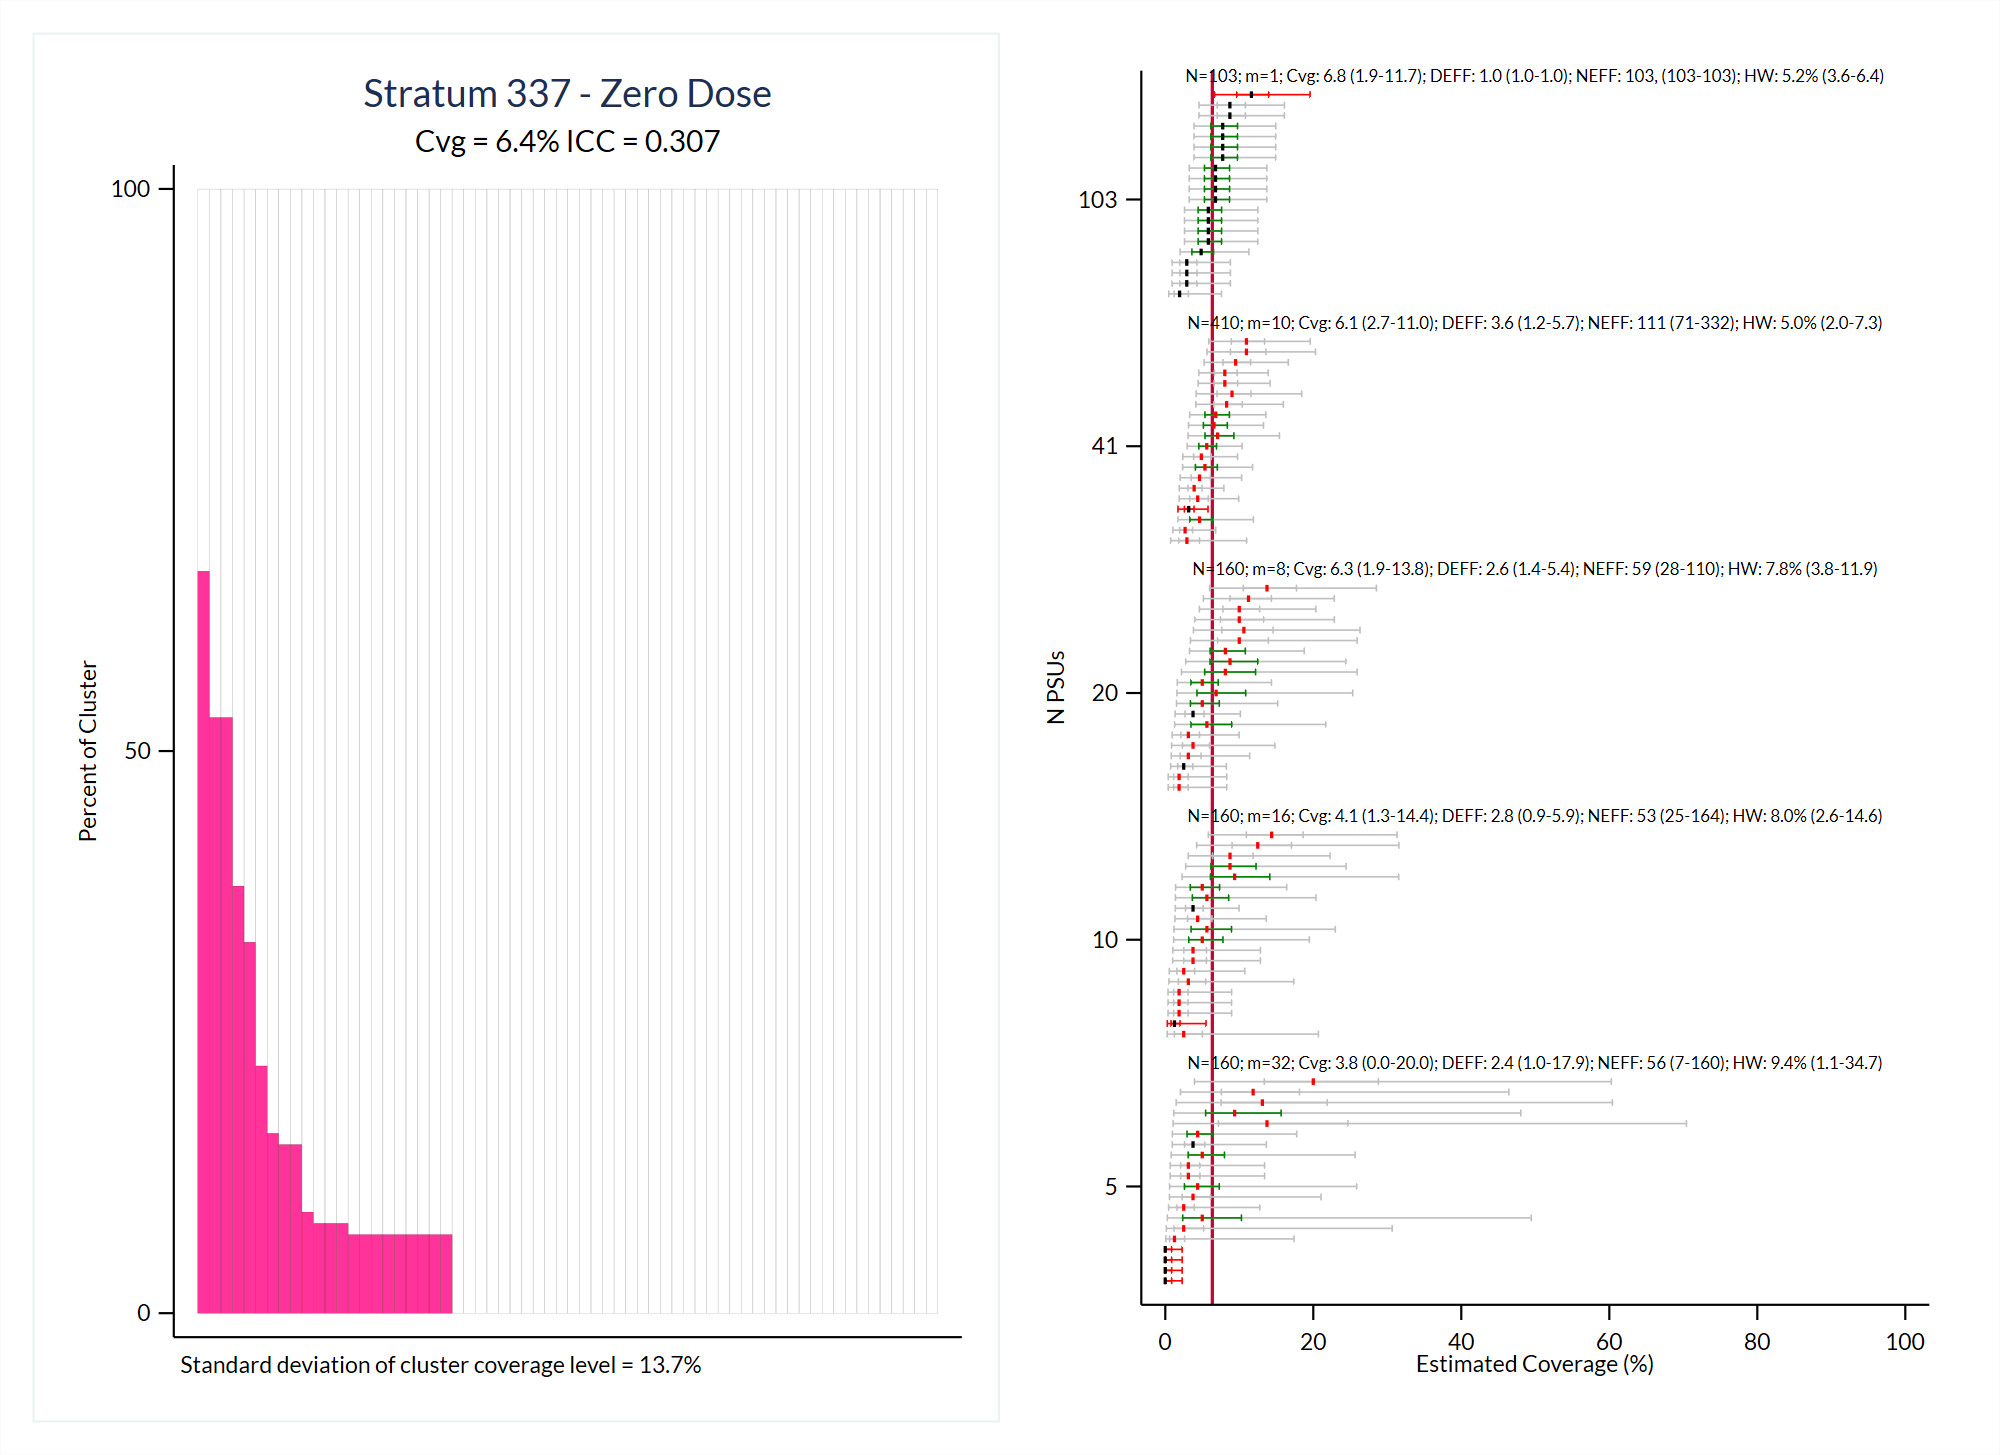 Stratum 337 - Zero Dose
Cvg = 6.4% ICC = 0.307
100
50
0
Percent of Cluster
Standard deviation of cluster coverage level = 13.7%
N=103; m=1; Cvg: 6.8 (1.9-11.7); DEFF: 1.0 (1.0-1.0); NEFF: 103, (103-103); HW: 5.2% (3.6-6.4)
103
N=410; m=10; Cvg: 6.1 (2.7-11.0); DEFF: 3.6 (1.2-5.7); NEFF: 111 (71-332); HW: 5.0% (2.0-7.3)
41
N=160; m=8; Cvg: 6.3 (1.9-13.8); DEFF: 2.6 (1.4-5.4); NEFF: 59 (28-110); HW: 7.8% (3.8-11.9)
20
N PSUs
N=160; m=16; Cvg: 4.1 (1.3-14.4); DEFF: 2.8 (0.9-5.9); NEFF: 53 (25-164); HW: 8.0% (2.6-14.6)
10
N=160; m=32; Cvg: 3.8 (0.0-20.0); DEFF: 2.4 (1.0-17.9); NEFF: 56 (7-160); HW: 9.4% (1.1-34.7)
5
0 20 40 60 80 100
Estimated Coverage (%)